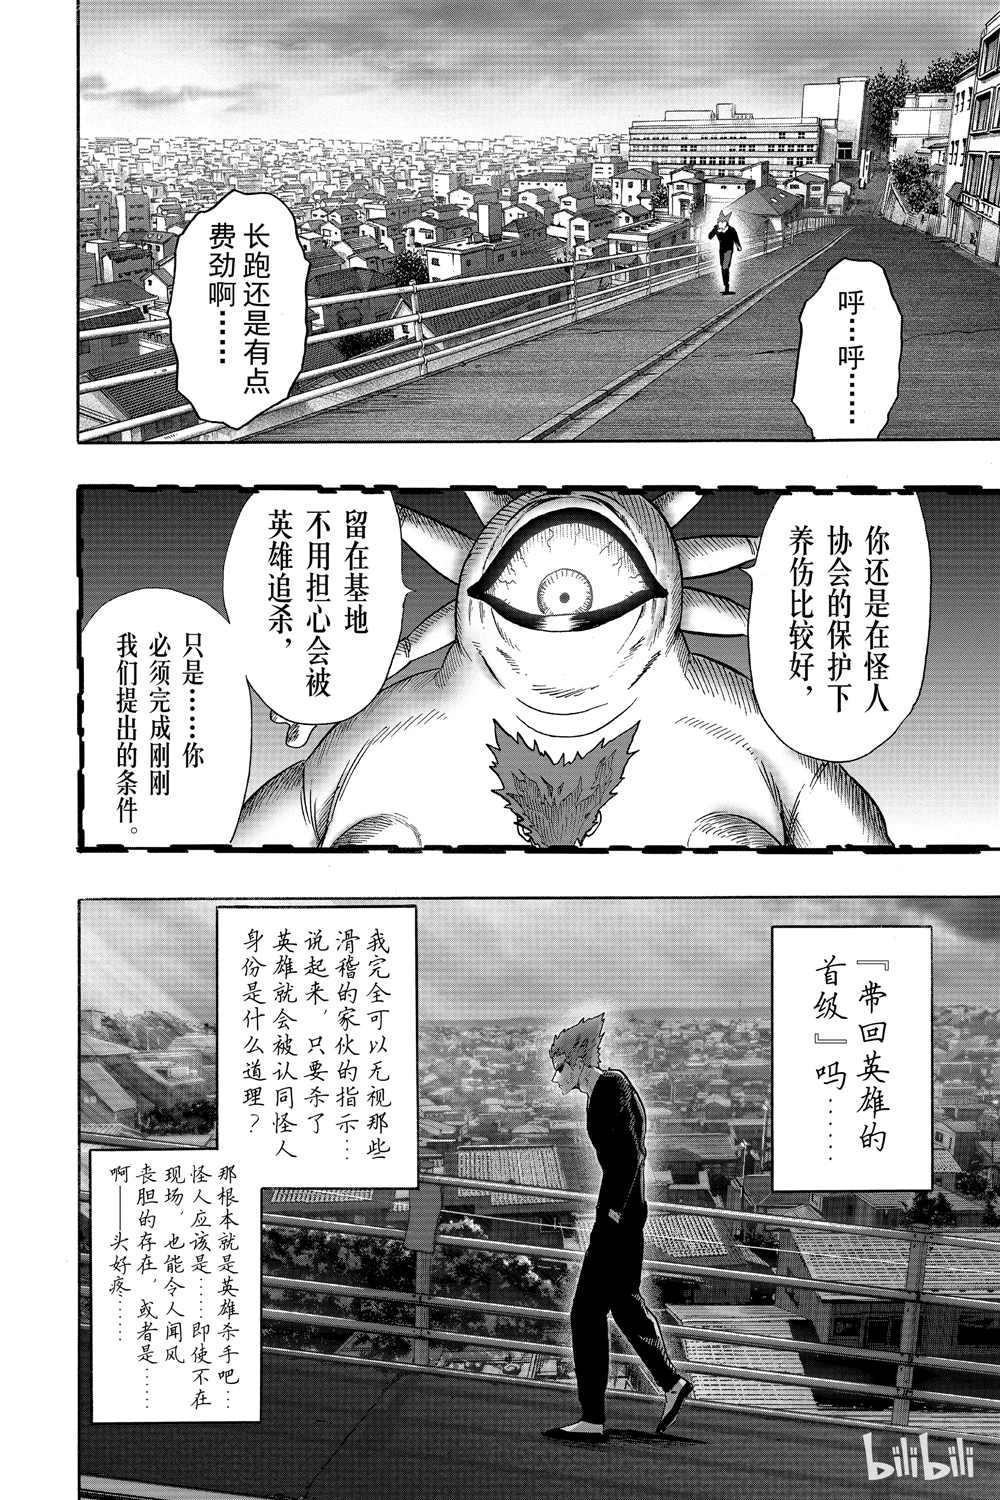 呼…呼……
长跑还是有点
费劲啊……
你还是在怪人
协会的保护下
养伤比较好，
留在基地
不用担心会被
英雄追杀，
只是……你
必须完成刚刚
我们提出的条件。
『带回英雄的
首级』吗……
我完全可以无视那些
滑稽的家伙的指示…
说起来，只要杀了
英雄就会被认同怪人
身份是什么道理？
那根本就是英雄杀手吧…
怪人应该是……即使不在
现场，也能令人闻风
丧胆的存在，或者是……
啊——头好疼……
bilibili